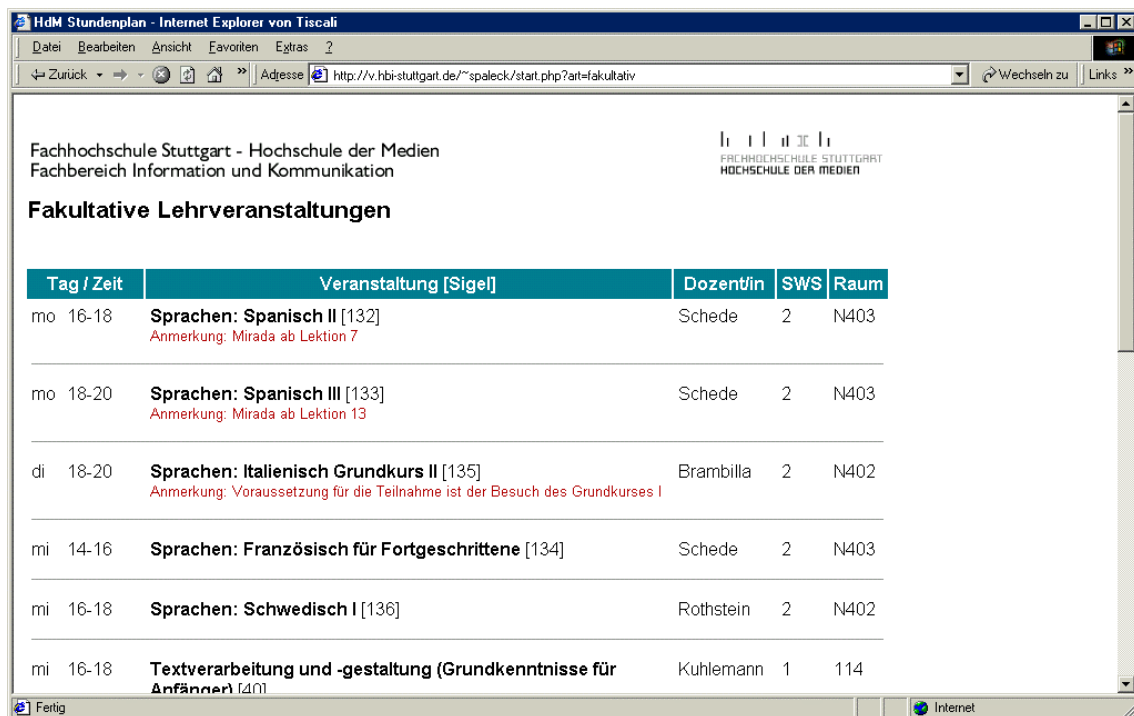 HdM Stundenplan - Internet Explorer von Tiscali
Datei Bearbeiten Ansicht Favoriten Extras ?
Zurück » Adresse http://v.hbi-stuttgart.de/~spaleck/start.php?art=fakultativ Wechseln zu Links »
Fachhochschule Stuttgart - Hochschule der Medien
Fachbereich Information und Kommunikation
FACHHOCHSCHULE STUTTGART
HOCHSCHULE DER MEDIEN
Fakultative Lehrveranstaltungen
Tag / Zeit Veranstaltung [Sigel] Dozent/in SWS Raum
mo 16-18 Sprachen: Spanisch II [132] Schede 2 N403
Anmerkung: Mirada ab Lektion 7
mo 18-20 Sprachen: Spanisch III [133] Schede 2 N403
Anmerkung: Mirada ab Lektion 13
di 18-20 Sprachen: Italienisch Grundkurs II [135] Brambilla 2 N402
Anmerkung: Voraussetzung für die Teilnahme ist der Besuch des Grundkurses I
mi 14-16 Sprachen: Französisch für Fortgeschrittene [134] Schede 2 N403
mi 16-18 Sprachen: Schwedisch I [136] Rothstein 2 N402
mi 16-18 Textverarbeitung und -gestaltung (Grundkenntnisse für Kuhlemann 1 114
Anfänger) [40]
Fertig Internet